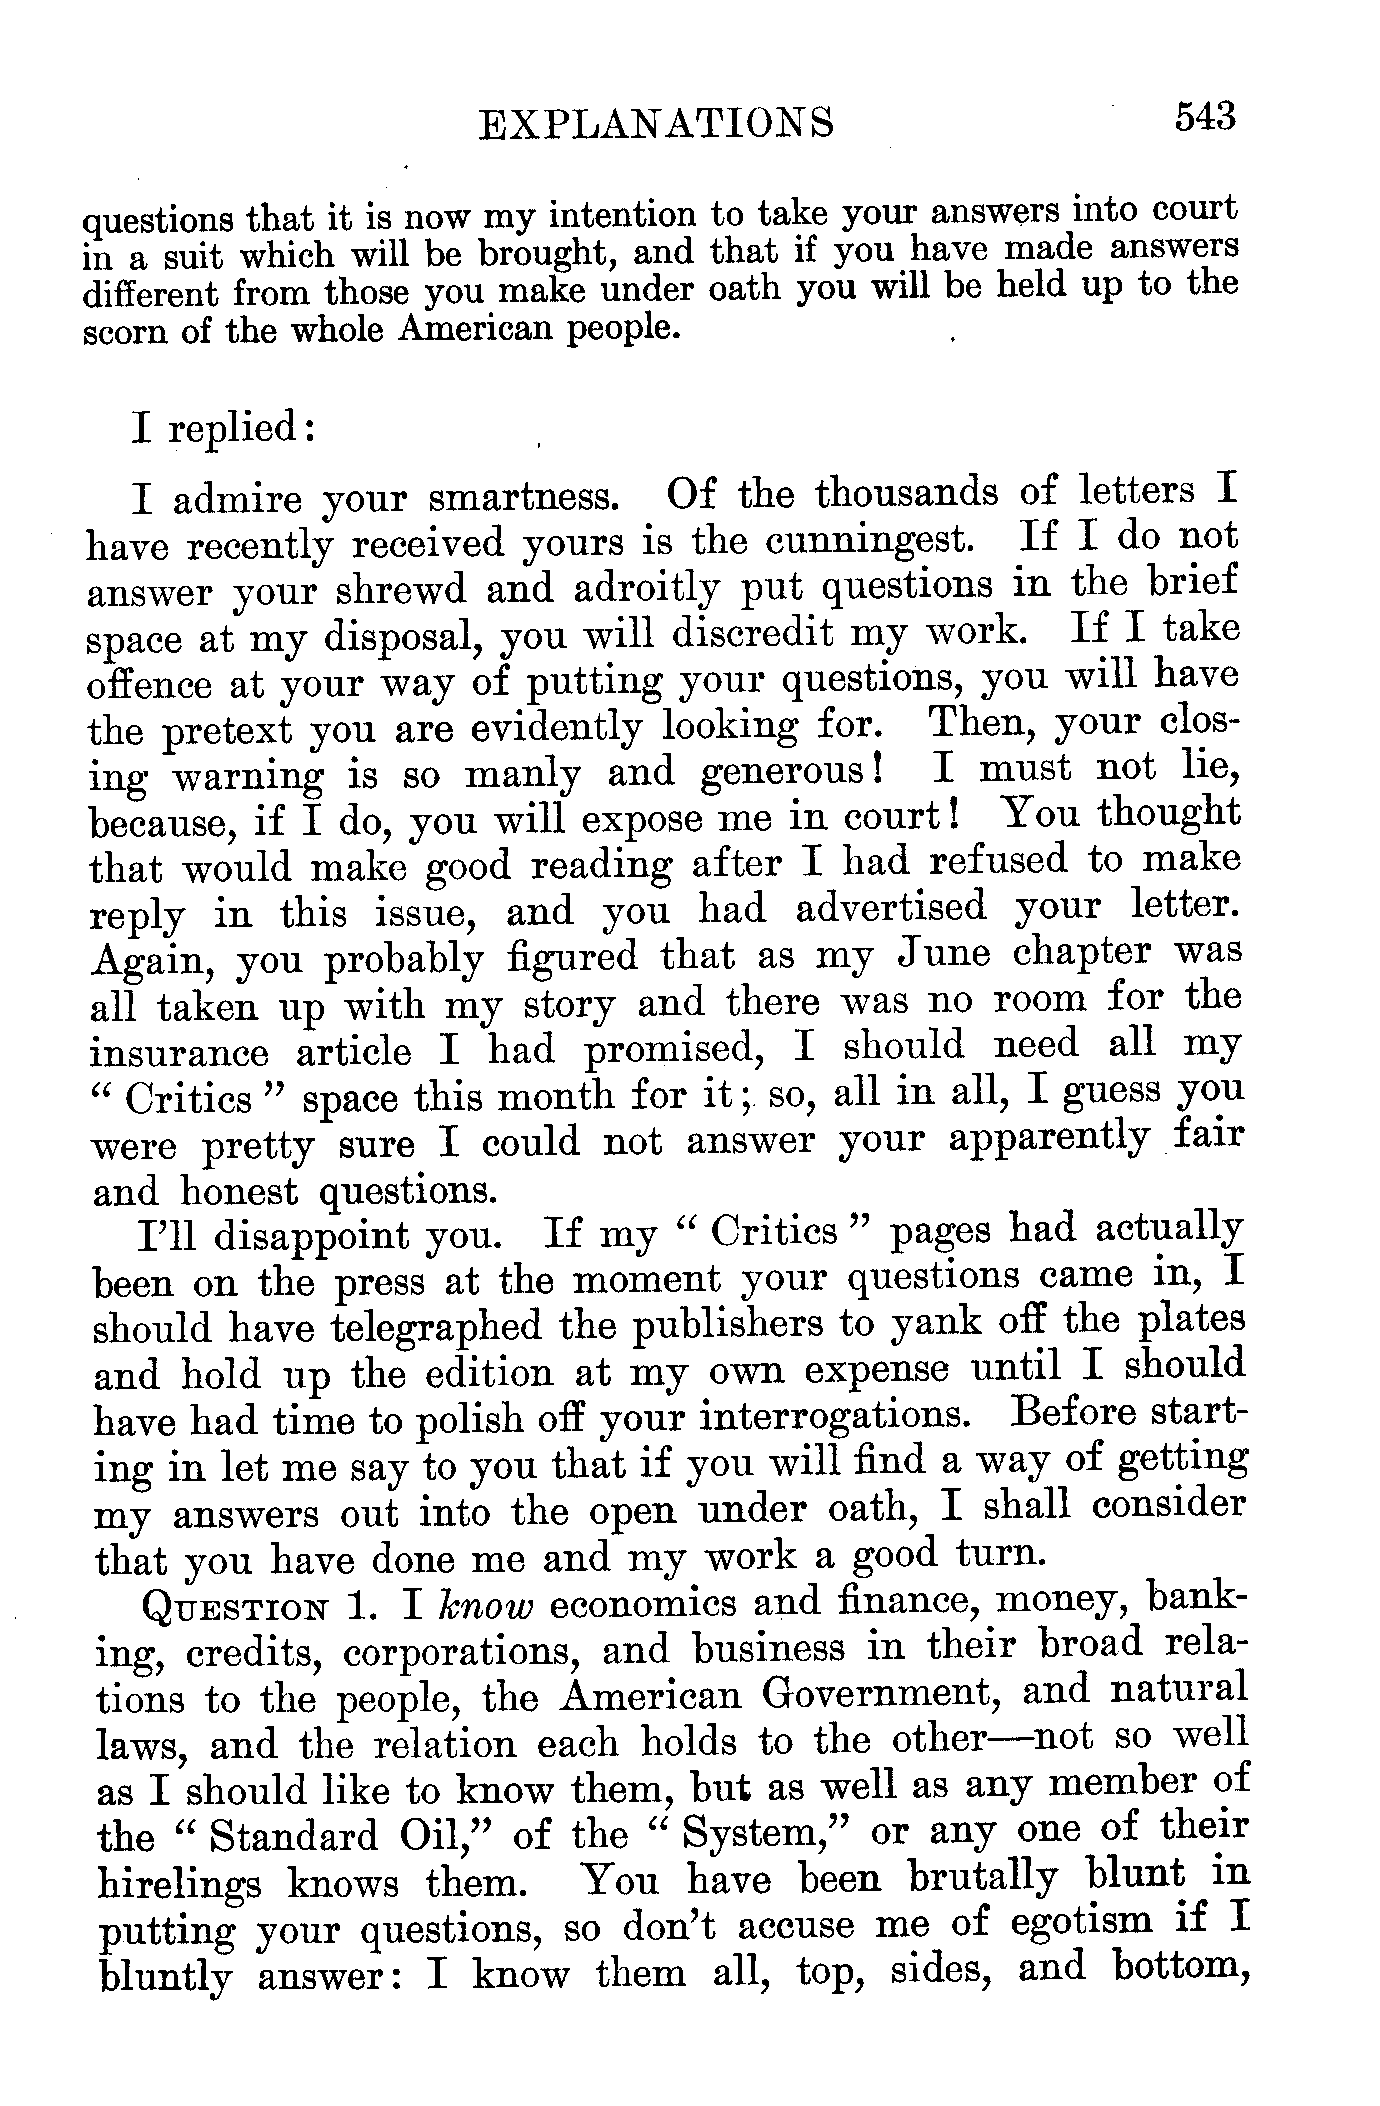 EXPLANATIONS 543
questions that it is now my intention to take your answers into court
in a suit which will be brought, and that if you have made answers
different from those you make under oath you will be held up to the
scorn of the whole American people.
I replied:
I admire your smartness. Of the thousands of letters I
have recently received yours is the cunningest. If I do not
answer your shrewd and adroitly put questions in the brief
space at my disposal, you will discredit my work. If I take
offence at your way of putting your questions, you will have
the pretext you are evidently looking for. Then, your clos-
ing warning is so manly and generous! I must not lie,
because, if I do, you will expose me in court! You thought
that would make good reading after I had refused to make
reply in this issue, and you had advertised your letter.
Again, you probably figured that as my June chapter was
all taken up with my story and there was no room for the
insurance article I had promised, I should need all my
“ Critics ” space this month for it; so, all in all, I guess you
were pretty sure I could not answer your apparently fair
and honest questions.
I’ll disappoint you. If my “ Critics ” pages had actually
been on the press at the moment your questions came in, I
should have telegraphed the publishers to yank off the plates
and hold up the edition at my own expense until I should
have had time to polish off your interrogations. Before start-
ing in let me say to you that if you will find a way of getting
my answers out into the open under oath, I shall consider
that you have done me and my work a good turn.
QUESTION 1. I know economics and finance, money, bank-
ing, credits, corporations, and business in their broad rela-
tions to the people, the American Government, and natural
laws, and the relation each holds to the other—not so well
as I should like to know them, but as well as any member of
the “ Standard Oil,” of the “ System,” or any one of their
hirelings knows them. You have been brutally blunt in
putting your questions, so don’t accuse me of egotism if I
bluntly answer: I know them all, top, sides, and bottom,